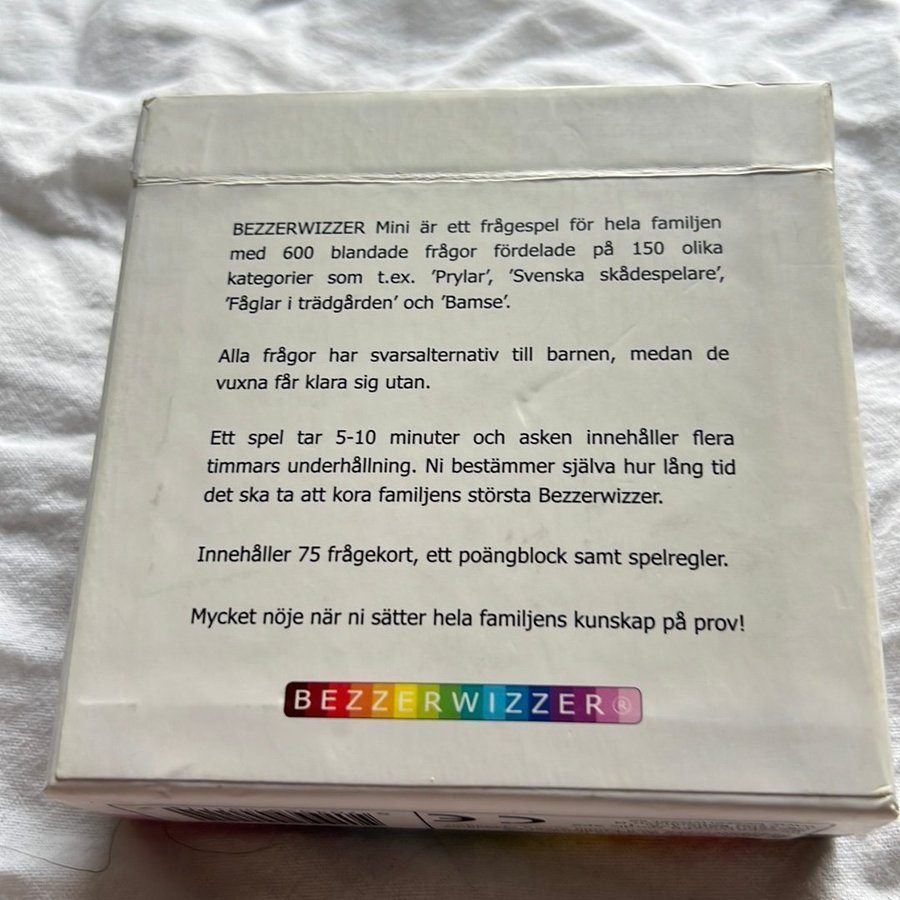 BEZZERWIZZER Mini är ett frågespel för hela familjen
med 600 blandade frågor fördelade på 150 olika
kategorier som t.ex. ’Prylar’, ’Svenska skådespelare’,
’Fåglar i trädgården’ och ’Bamse’.
Alla frågor har svarsalternativ till barnen, medan de
vuxna får klara sig utan.
Ett spel tar 5-10 minuter och asken innehåller flera
timmars underhållning. Ni bestämmer själva hur lång tid
det ska ta att kora familjens största Bezzerwizzer.
Innehåller 75 frågekort, ett poängblock samt spelregler.
Mycket nöje när ni sätter hela familjens kunskap på prov!
BEZZERWIZZER®